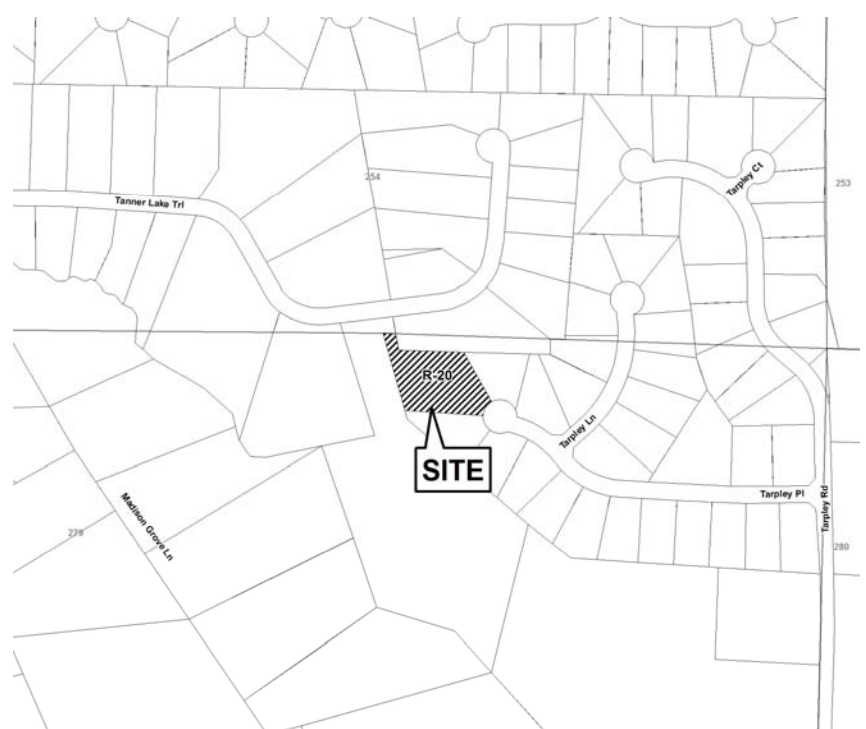 254
Tarpley Ct
253
Tanner Lake Trl
R-20
Tarpley Ln
SITE
Tarpley Pl
Tarpley Rd
Madison Grove Ln
279
280